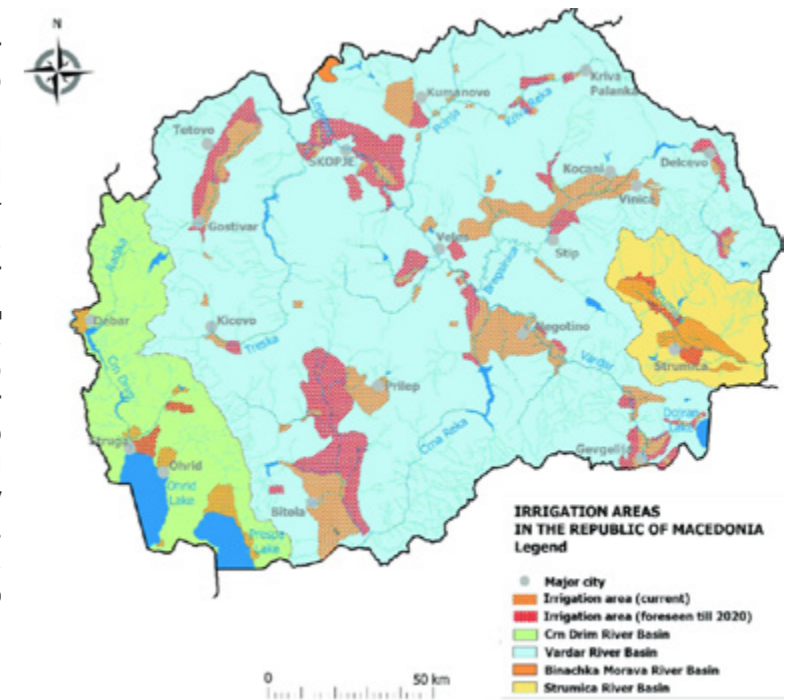 N
Kumanovo
Kriva
Palanka
Kriva Reka
Pcinja
Tetovo
Lepenec
SKOPJE
Kocani
Delcevo
Vinica
Gostivar
Veles
Stip
Bregalnica
Radika
Debar
Kicevo
Treska
Negotino
Vardar
Strumica
Crn Drim
Prilep
Crna Reka
Dojran
Lake
Gevgelija
Struga
Ohrid
Ohrid
Lake
Bitola
Prespa
Lake
IRRIGATION AREAS
IN THE REPUBLIC OF MACEDONIA
Legend
Major city
Irrigation area (current)
Irrigation area (foreseen till 2020)
Crn Drim River Basin
Vardar River Basin
Binachka Morava River Basin
Strumica River Basin
0 50 km